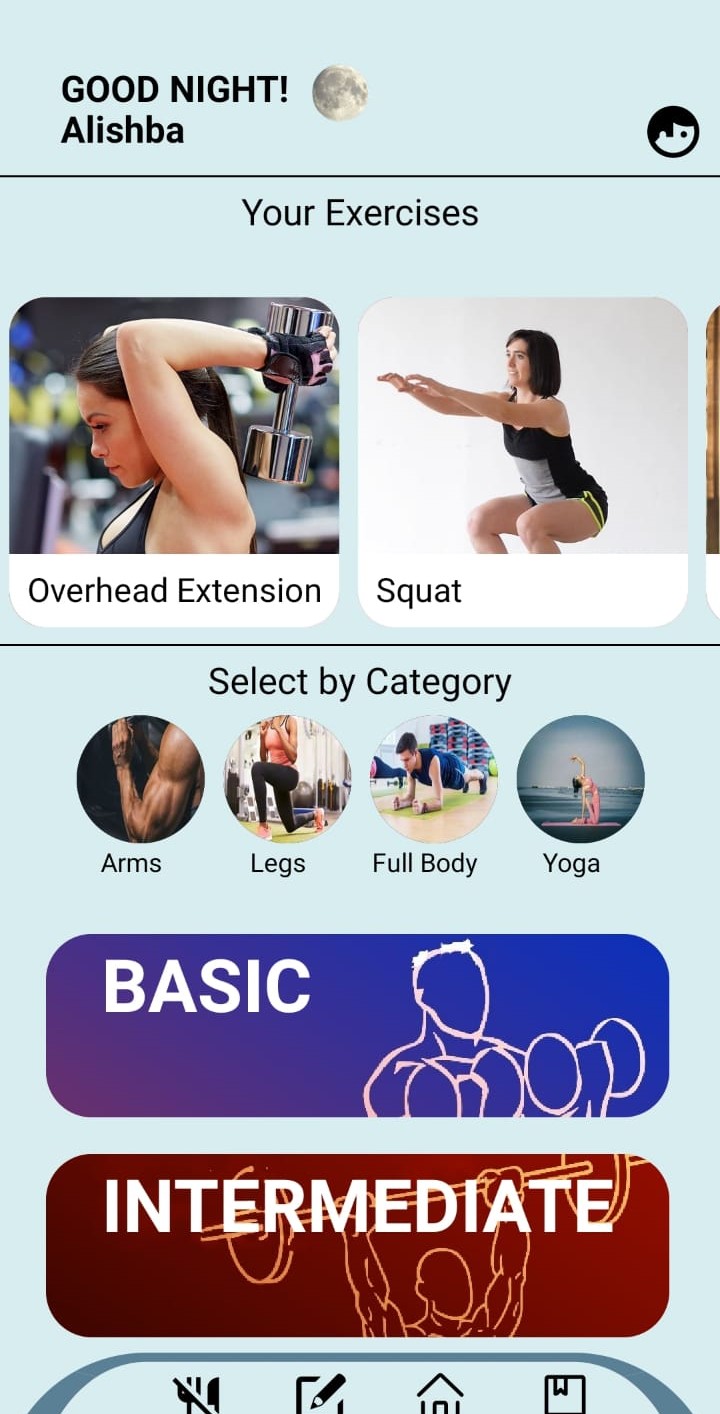 GOOD NIGHT!
Alishba
Your Exercises
Overhead Extension
Squat
Select by Category
Arms
Legs
Full Body
Yoga
BASIC
INTERMEDIATE